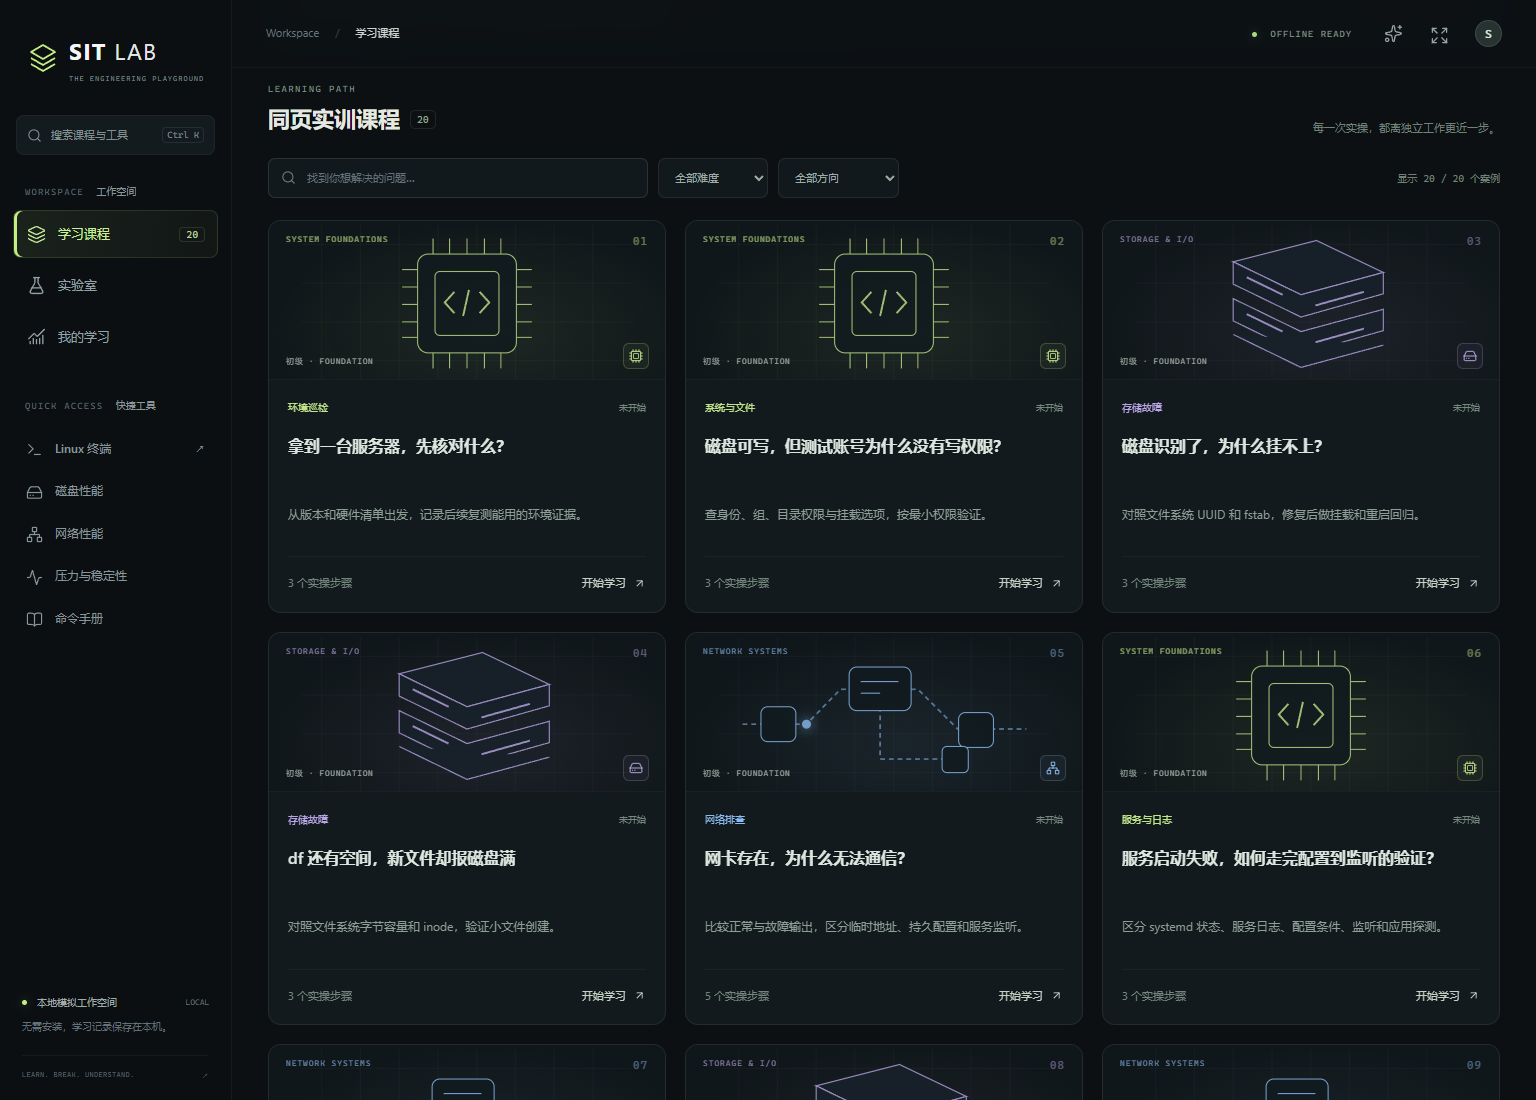 SIT LAB
THE ENGINEERING PLAYGROUND
搜索课程与工具 Ctrl K
WORKSPACE 工作空间
学习课程 20
实验室
我的学习
QUICK ACCESS 快捷工具
Linux 终端 ↗
磁盘性能
网络性能
压力与稳定性
命令手册
本地模拟工作空间 LOCAL
无需安装，学习记录保存在本机。
LEARN. BREAK. UNDERSTAND. ↗
Workspace / 学习课程
OFFLINE READY
S
LEARNING PATH
同页实训课程 20
每一次实操，都离独立工作更近一步。
找到你想解决的问题...
全部难度
全部方向
显示 20 / 20 个案例
SYSTEM FOUNDATIONS 01
</>
初级 · FOUNDATION
环境巡检 未开始
拿到一台服务器，先核对什么？
从版本和硬件清单出发，记录后续复测能用的环境证据。
3 个实操步骤 开始学习 ↗
SYSTEM FOUNDATIONS 02
</>
初级 · FOUNDATION
系统与文件 未开始
磁盘可写，但测试账号为什么没有写权限？
查身份、组、目录权限与挂载选项，按最小权限验证。
3 个实操步骤 开始学习 ↗
STORAGE & I/O 03
初级 · FOUNDATION
存储故障 未开始
磁盘识别了，为什么挂不上？
对照文件系统 UUID 和 fstab，修复后做挂载和重启回归。
3 个实操步骤 开始学习 ↗
STORAGE & I/O 04
初级 · FOUNDATION
存储故障 未开始
df 还有空间，新文件却报磁盘满
对照文件系统字节容量和 inode，验证小文件创建。
3 个实操步骤 开始学习 ↗
NETWORK SYSTEMS 05
初级 · FOUNDATION
网络排查 未开始
网卡存在，为什么无法通信？
比较正常与故障输出，区分临时地址、持久配置和服务监听。
5 个实操步骤 开始学习 ↗
SYSTEM FOUNDATIONS 06
</>
初级 · FOUNDATION
服务与日志 未开始
服务启动失败，如何走完配置到监听的验证？
区分 systemd 状态、服务日志、配置条件、监听和应用探测。
3 个实操步骤 开始学习 ↗
NETWORK SYSTEMS 07
STORAGE & I/O 08
NETWORK SYSTEMS 09